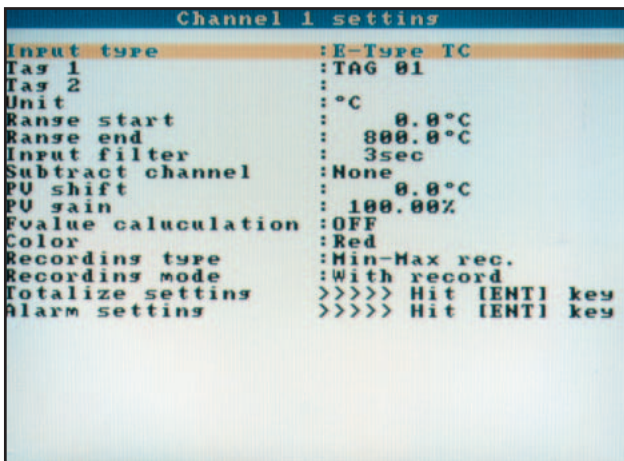 Channel 1 setting
Input type :E-Type TC
Tag 1 :TAG 01
Tag 2 :
Unit :°C
Range start : 0.0°C
Range end : 800.0°C
Input filter : 3sec
Subtract channel :None
PV shift : 0.0°C
PV gain : 100.00%
Fvalue caluculation :OFF
Color :Red
Recording type :Min-Max rec.
Recording mode :With record
Totalize setting >>>>> Hit [ENT] key
Alarm setting >>>>> Hit [ENT] key